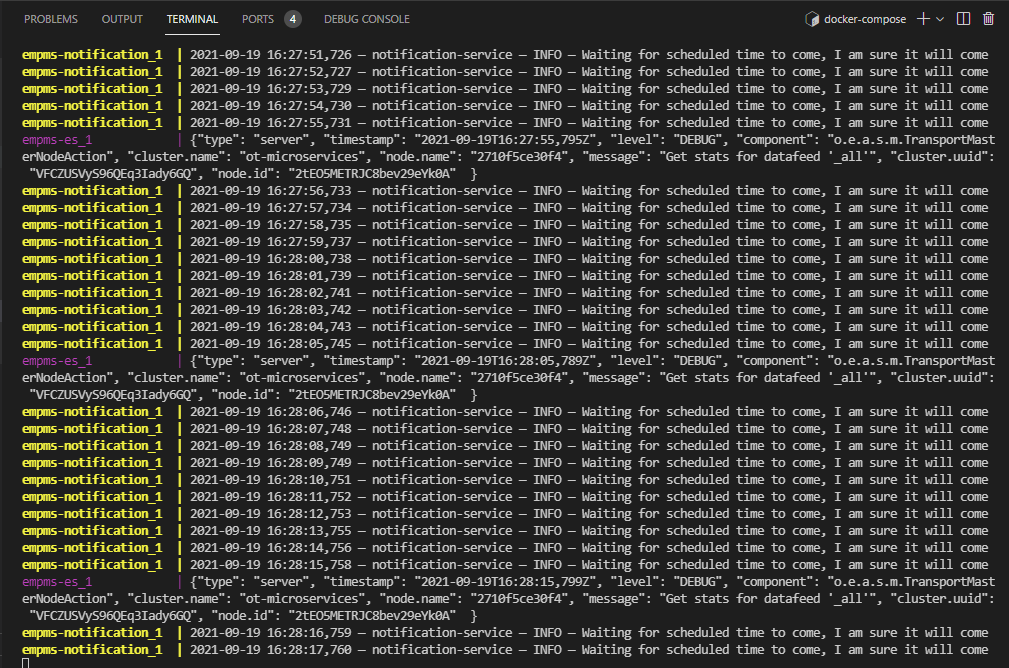 PROBLEMS OUTPUT TERMINAL PORTS 4 DEBUG CONSOLE docker-compose
empms-notification_1 | 2021-09-19 16:27:51,726 — notification-service — INFO — Waiting for scheduled time to come, I am sure it will come
empms-notification_1 | 2021-09-19 16:27:52,727 — notification-service — INFO — Waiting for scheduled time to come, I am sure it will come
empms-notification_1 | 2021-09-19 16:27:53,729 — notification-service — INFO — Waiting for scheduled time to come, I am sure it will come
empms-notification_1 | 2021-09-19 16:27:54,730 — notification-service — INFO — Waiting for scheduled time to come, I am sure it will come
empms-notification_1 | 2021-09-19 16:27:55,731 — notification-service — INFO — Waiting for scheduled time to come, I am sure it will come
empms-es_1 | {"type": "server", "timestamp": "2021-09-19T16:27:55,795Z", "level": "DEBUG", "component": "o.e.a.s.m.TransportMast
erNodeAction", "cluster.name": "ot-microservices", "node.name": "2710f5ce30f4", "message": "Get stats for datafeed '_all'", "cluster.uuid":
"VFCZUSVyS96QEq3Iady6GQ", "node.id": "2tEO5METRJC8bev29eYk0A" }
empms-notification_1 | 2021-09-19 16:27:56,733 — notification-service — INFO — Waiting for scheduled time to come, I am sure it will come
empms-notification_1 | 2021-09-19 16:27:57,734 — notification-service — INFO — Waiting for scheduled time to come, I am sure it will come
empms-notification_1 | 2021-09-19 16:27:58,735 — notification-service — INFO — Waiting for scheduled time to come, I am sure it will come
empms-notification_1 | 2021-09-19 16:27:59,737 — notification-service — INFO — Waiting for scheduled time to come, I am sure it will come
empms-notification_1 | 2021-09-19 16:28:00,738 — notification-service — INFO — Waiting for scheduled time to come, I am sure it will come
empms-notification_1 | 2021-09-19 16:28:01,739 — notification-service — INFO — Waiting for scheduled time to come, I am sure it will come
empms-notification_1 | 2021-09-19 16:28:02,741 — notification-service — INFO — Waiting for scheduled time to come, I am sure it will come
empms-notification_1 | 2021-09-19 16:28:03,742 — notification-service — INFO — Waiting for scheduled time to come, I am sure it will come
empms-notification_1 | 2021-09-19 16:28:04,743 — notification-service — INFO — Waiting for scheduled time to come, I am sure it will come
empms-notification_1 | 2021-09-19 16:28:05,745 — notification-service — INFO — Waiting for scheduled time to come, I am sure it will come
empms-es_1 | {"type": "server", "timestamp": "2021-09-19T16:28:05,789Z", "level": "DEBUG", "component": "o.e.a.s.m.TransportMast
erNodeAction", "cluster.name": "ot-microservices", "node.name": "2710f5ce30f4", "message": "Get stats for datafeed '_all'", "cluster.uuid":
"VFCZUSVyS96QEq3Iady6GQ", "node.id": "2tEO5METRJC8bev29eYk0A" }
empms-notification_1 | 2021-09-19 16:28:06,746 — notification-service — INFO — Waiting for scheduled time to come, I am sure it will come
empms-notification_1 | 2021-09-19 16:28:07,748 — notification-service — INFO — Waiting for scheduled time to come, I am sure it will come
empms-notification_1 | 2021-09-19 16:28:08,749 — notification-service — INFO — Waiting for scheduled time to come, I am sure it will come
empms-notification_1 | 2021-09-19 16:28:09,749 — notification-service — INFO — Waiting for scheduled time to come, I am sure it will come
empms-notification_1 | 2021-09-19 16:28:10,751 — notification-service — INFO — Waiting for scheduled time to come, I am sure it will come
empms-notification_1 | 2021-09-19 16:28:11,752 — notification-service — INFO — Waiting for scheduled time to come, I am sure it will come
empms-notification_1 | 2021-09-19 16:28:12,753 — notification-service — INFO — Waiting for scheduled time to come, I am sure it will come
empms-notification_1 | 2021-09-19 16:28:13,755 — notification-service — INFO — Waiting for scheduled time to come, I am sure it will come
empms-notification_1 | 2021-09-19 16:28:14,756 — notification-service — INFO — Waiting for scheduled time to come, I am sure it will come
empms-notification_1 | 2021-09-19 16:28:15,758 — notification-service — INFO — Waiting for scheduled time to come, I am sure it will come
empms-es_1 | {"type": "server", "timestamp": "2021-09-19T16:28:15,799Z", "level": "DEBUG", "component": "o.e.a.s.m.TransportMast
erNodeAction", "cluster.name": "ot-microservices", "node.name": "2710f5ce30f4", "message": "Get stats for datafeed '_all'", "cluster.uuid":
"VFCZUSVyS96QEq3Iady6GQ", "node.id": "2tEO5METRJC8bev29eYk0A" }
empms-notification_1 | 2021-09-19 16:28:16,759 — notification-service — INFO — Waiting for scheduled time to come, I am sure it will come
empms-notification_1 | 2021-09-19 16:28:17,760 — notification-service — INFO — Waiting for scheduled time to come, I am sure it will come